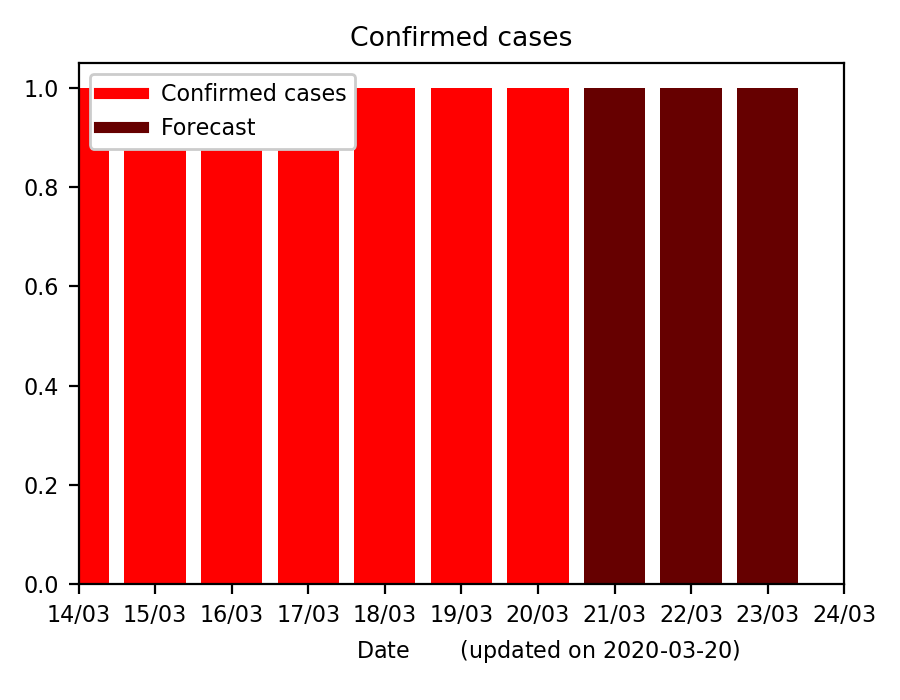 Confirmed cases
1.0
Confirmed cases
Forecast
0.8
0.6
0.4
0.2
0.0
14/03 15/03 16/03 17/03 18/03 19/03 20/03 21/03 22/03 23/03 24/03
Date (updated on 2020-03-20)